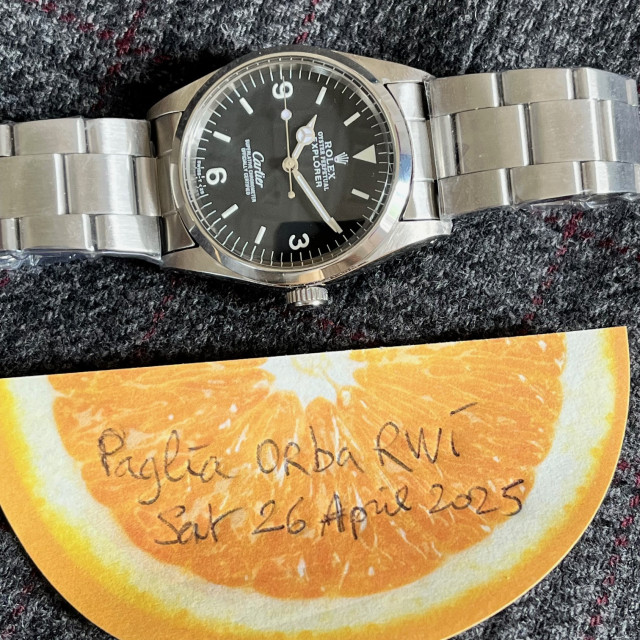 ROLEX
OYSTER PERPETUAL
EXPLORER
Cartier
SUPERLATIVE CHRONOMETER
OFFICIALLY CERTIFIED
3
6
9
Paglia ORba RWi
Sat 26 April 2025